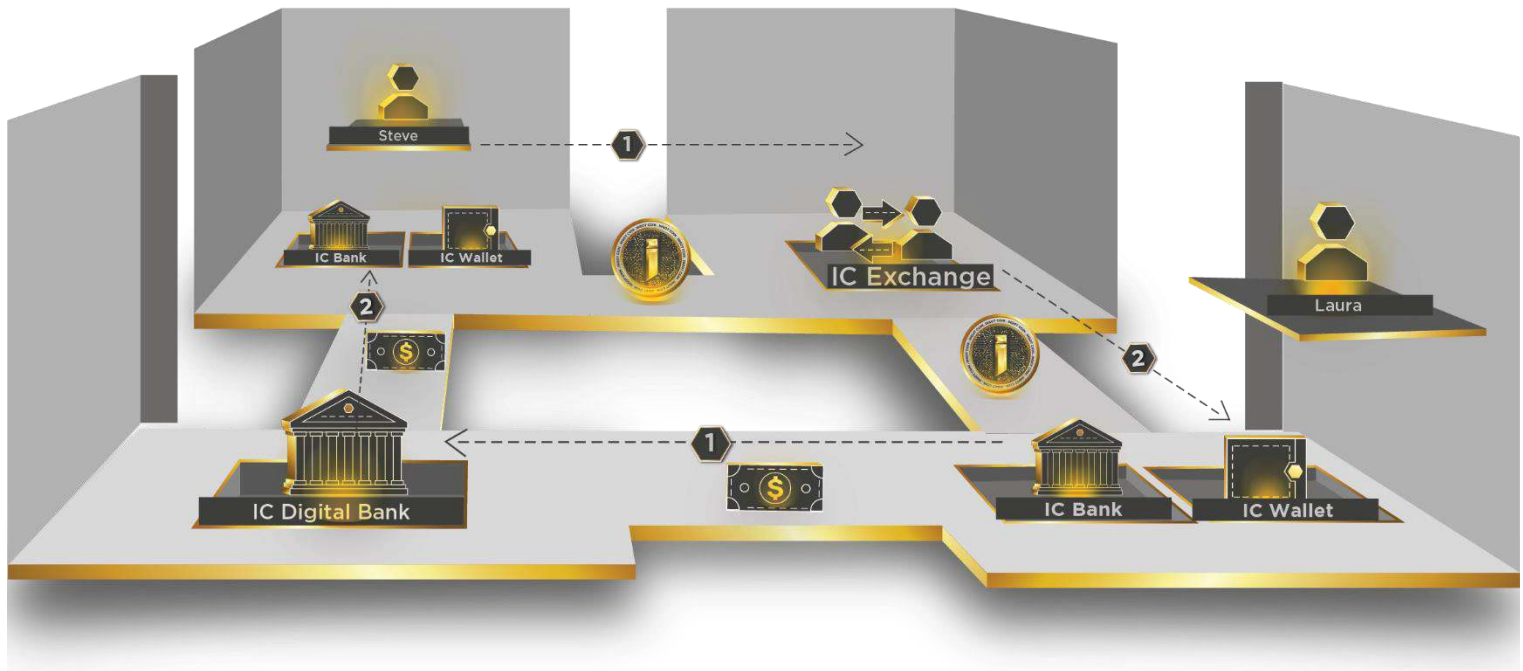 Steve
1
IC Bank
IC Wallet
IC Exchange
Laura
2
$
2
1
IC Digital Bank
$
IC Bank
IC Wallet